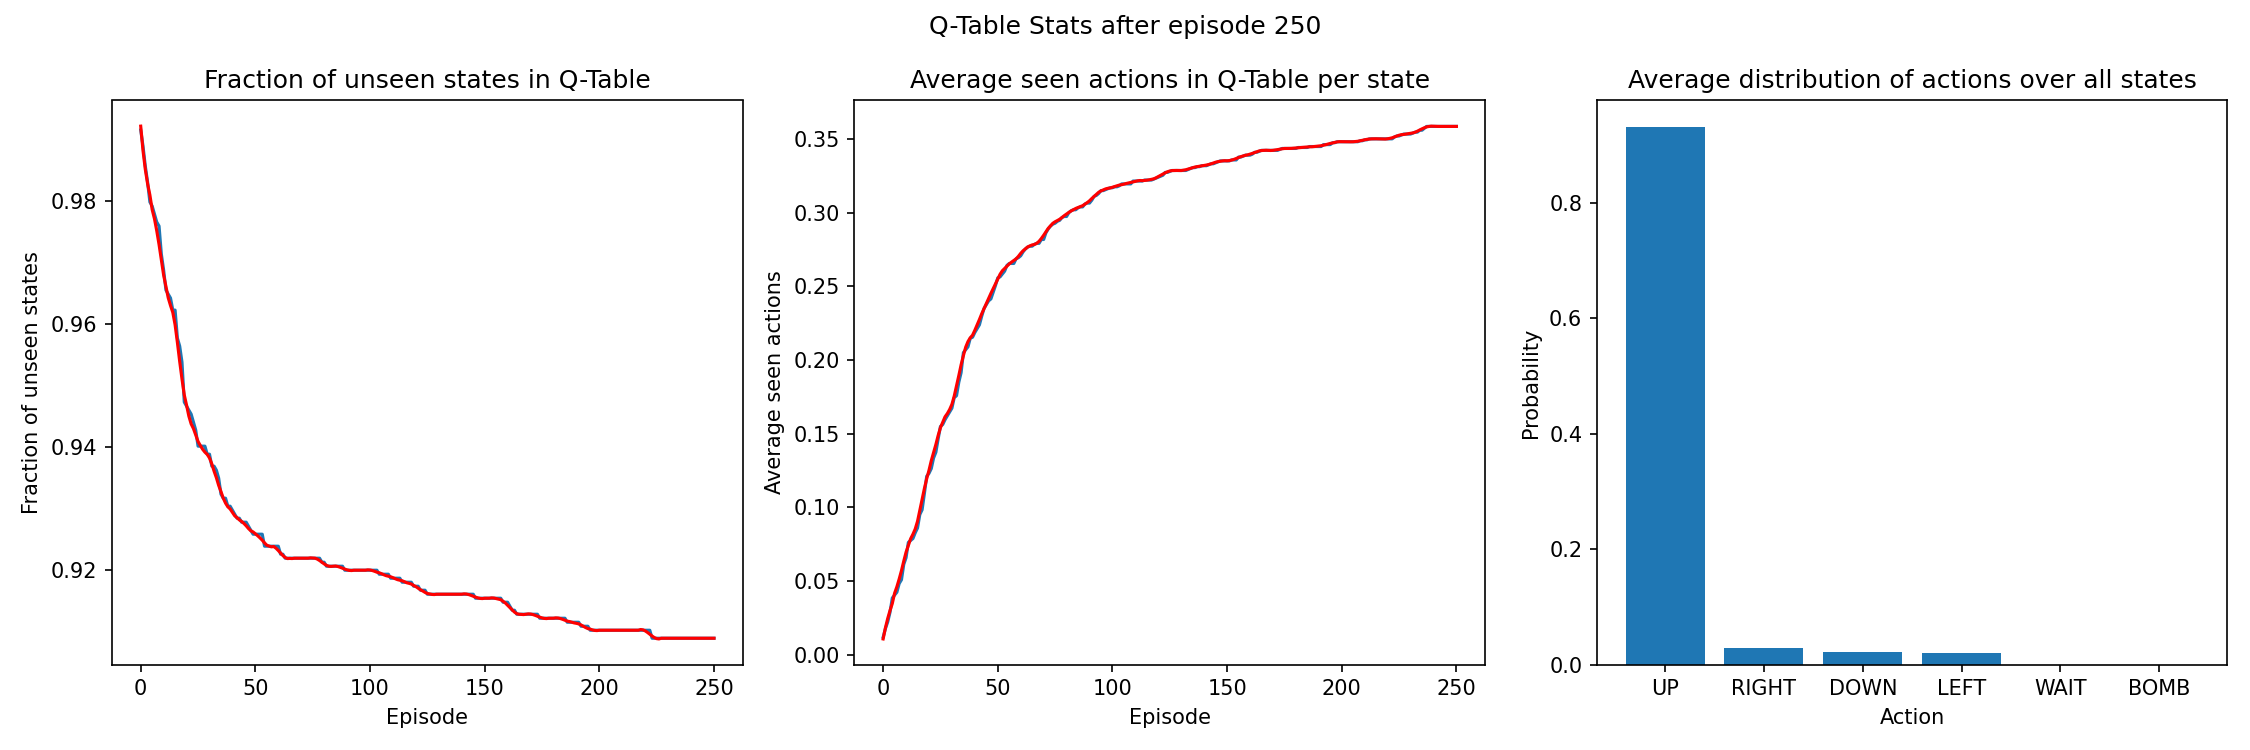 Q-Table Stats after episode 250
Fraction of unseen states in Q-Table
Fraction of unseen states
0.98
0.96
0.94
0.92
0 50 100 150 200 250
Episode
Average seen actions in Q-Table per state
Average seen actions
0.35
0.30
0.25
0.20
0.15
0.10
0.05
0.00
0 50 100 150 200 250
Episode
Average distribution of actions over all states
Probability
0.8
0.6
0.4
0.2
0.0
UP RIGHT DOWN LEFT WAIT BOMB
Action